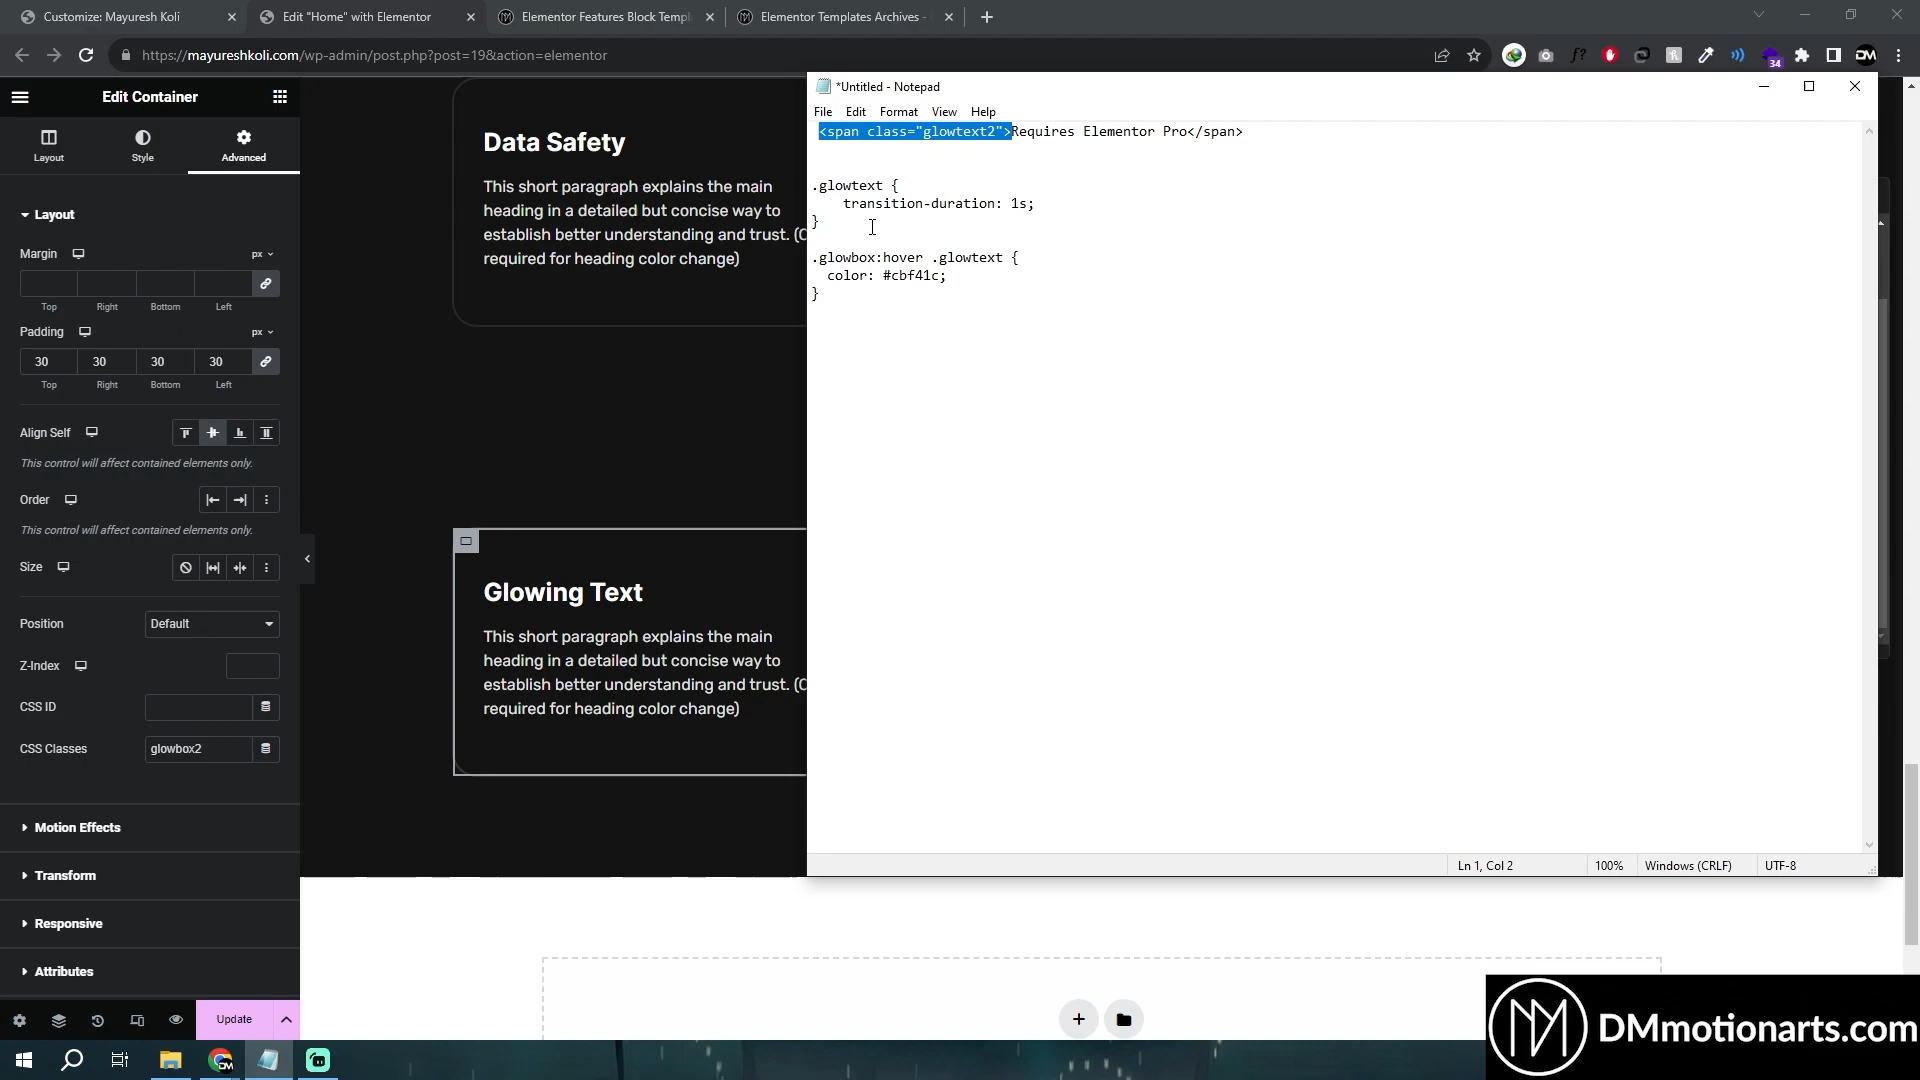 Customize: Mayuresh Koli
Edit "Home" with Elementor
Elementor Features Block Templ
Elementor Templates Archives -
https://mayureshkoli.com/wp-admin/post.php?post=19&action=elementor
34
DM
Edit Container
Layout
Style
Advanced
Layout
Margin
px
Top
Right
Bottom
Left
Padding
px
30
30
30
30
Top
Right
Bottom
Left
Align Self
This control will affect contained elements only.
Order
This control will affect contained elements only.
Size
Position
Default
Z-Index
CSS ID
CSS Classes
glowbox2
Motion Effects
Transform
Responsive
Attributes
Update
Data Safety
This short paragraph explains the main
heading in a detailed but concise way to
establish better understanding and trust. (C
required for heading color change)
Glowing Text
This short paragraph explains the main
heading in a detailed but concise way to
establish better understanding and trust. (C
required for heading color change)
*Untitled - Notepad
File Edit Format View Help
<span class="glowtext2">Requires Elementor Pro</span>
.glowtext {
transition-duration: 1s;
}
.glowbox:hover .glowtext {
color: #cbf41c;
}
Ln 1, Col 2
100%
Windows (CRLF)
UTF-8
DMmotionarts.com